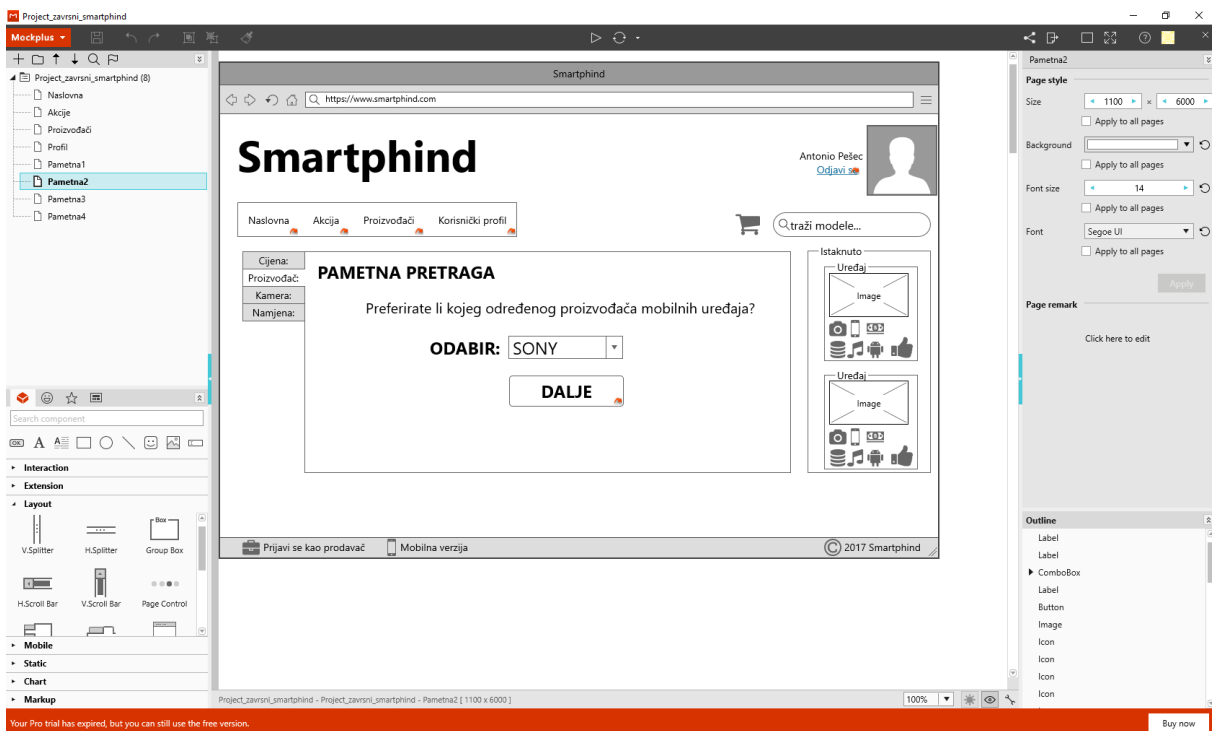 Project_zavrsni_smartphind
Mockplus
Project_zavrsni_smartphind (8)
Naslovna
Akcije
Proizvođači
Profil
Pametna1
Pametna2
Pametna3
Pametna4
Search component
OK
Interaction
Extension
Layout
V.Splitter
H.Splitter
Box
Group Box
H.Scroll Bar
V.Scroll Bar
Page Control
Mobile
Static
Chart
Markup
Smartphind
https://www.smartphind.com
Smartphind
Antonio Pešec
Odjavi se
Naslovna Akcija Proizvođači Korisnički profil
traži modele...
Cijena:
Proizvođač:
Kamera:
Namjena:
PAMETNA PRETRAGA
Preferirate li kojeg određenog proizvođača mobilnih uređaja?
ODABIR: SONY
DALJE
Istaknuto
Uređaj
Image
Uređaj
Image
Prijavi se kao prodavač Mobilna verzija © 2017 Smartphind
Project_zavrsni_smartphind - Project_zavrsni_smartphind - Pametna2 [ 1100 x 6000 ]
100%
Pametna2
Page style
Size 1100 × 6000
Apply to all pages
Background
Apply to all pages
Font size 14
Apply to all pages
Font Segoe UI
Apply to all pages
Apply
Page remark
Click here to edit
Outline
Label
Label
ComboBox
Label
Button
Image
Icon
Icon
Icon
Icon
Your Pro trial has expired, but you can still use the free version.
Buy now